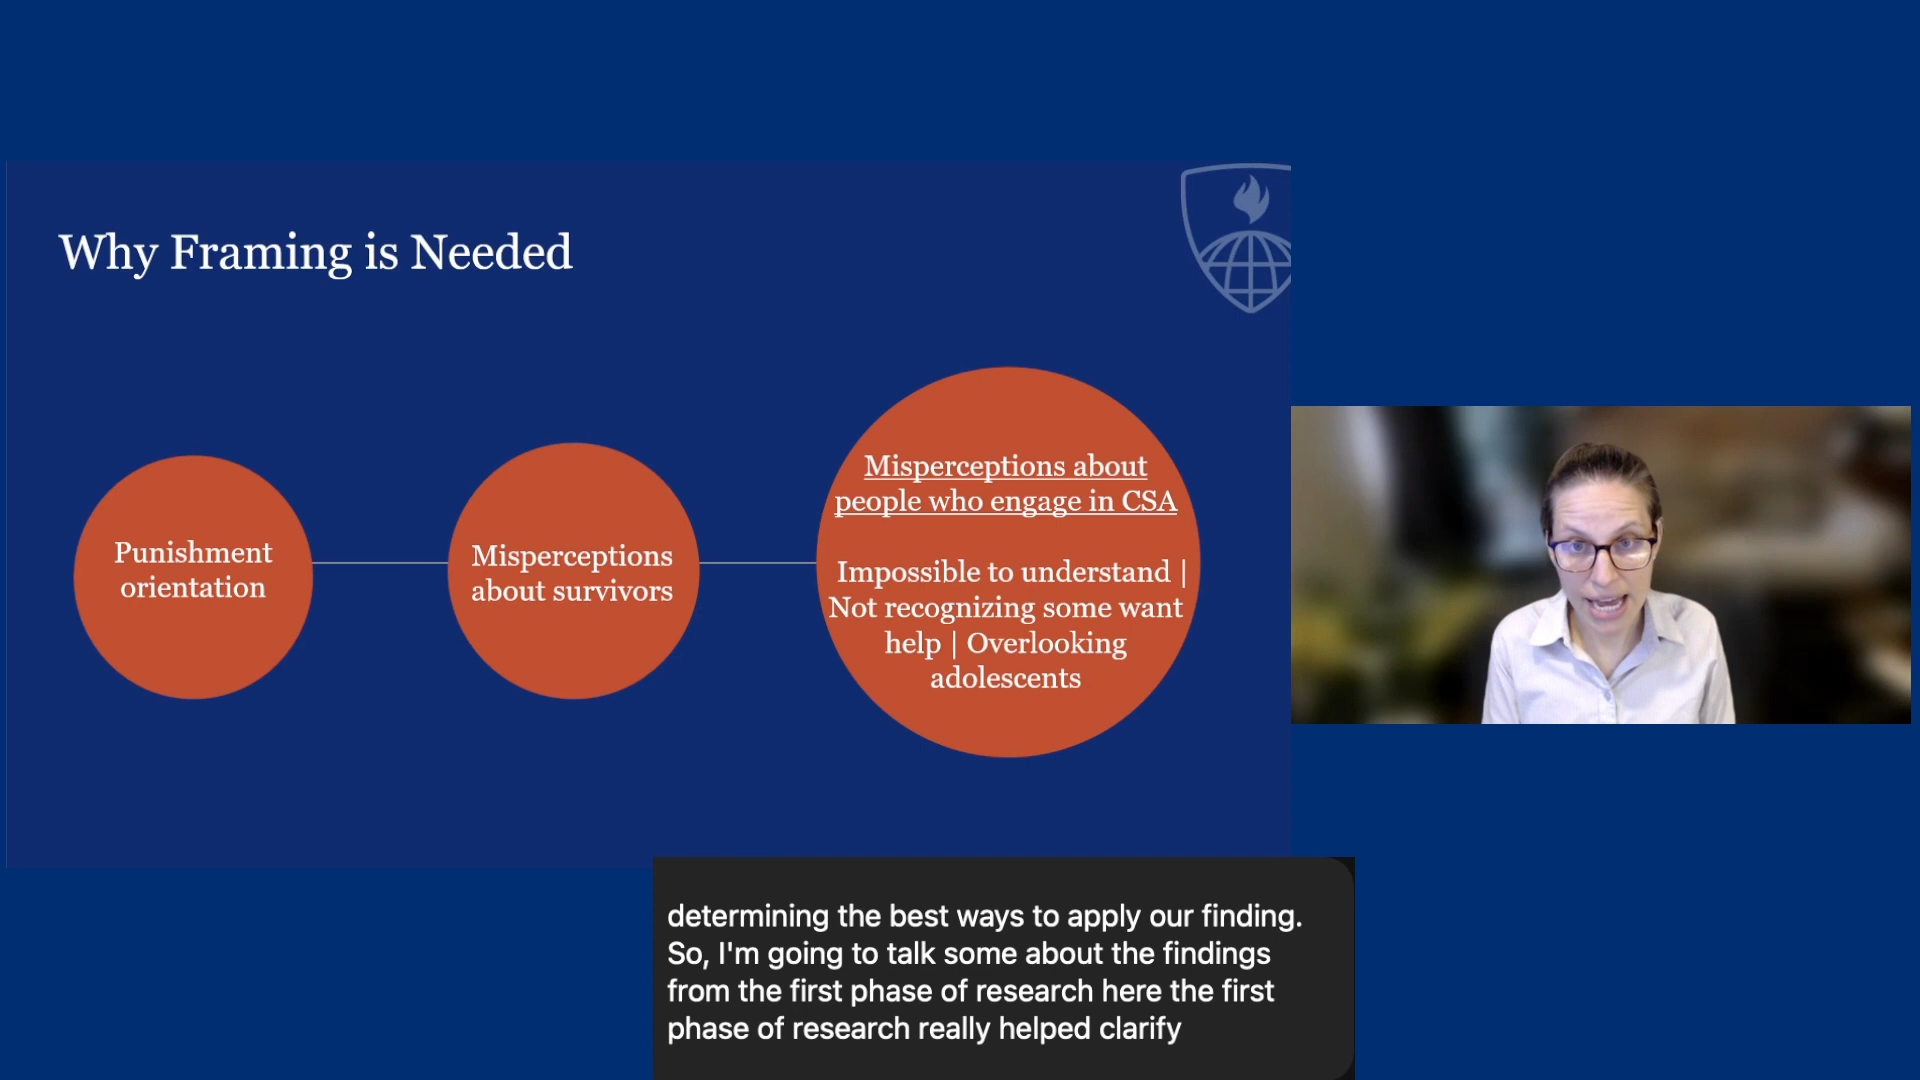 Why Framing is Needed
Punishment
orientation
Misperceptions
about survivors
Misperceptions about
people who engage in CSA
Impossible to understand |
Not recognizing some want
help | Overlooking
adolescents
determining the best ways to apply our finding.
So, I'm going to talk some about the findings
from the first phase of research here the first
phase of research really helped clarify